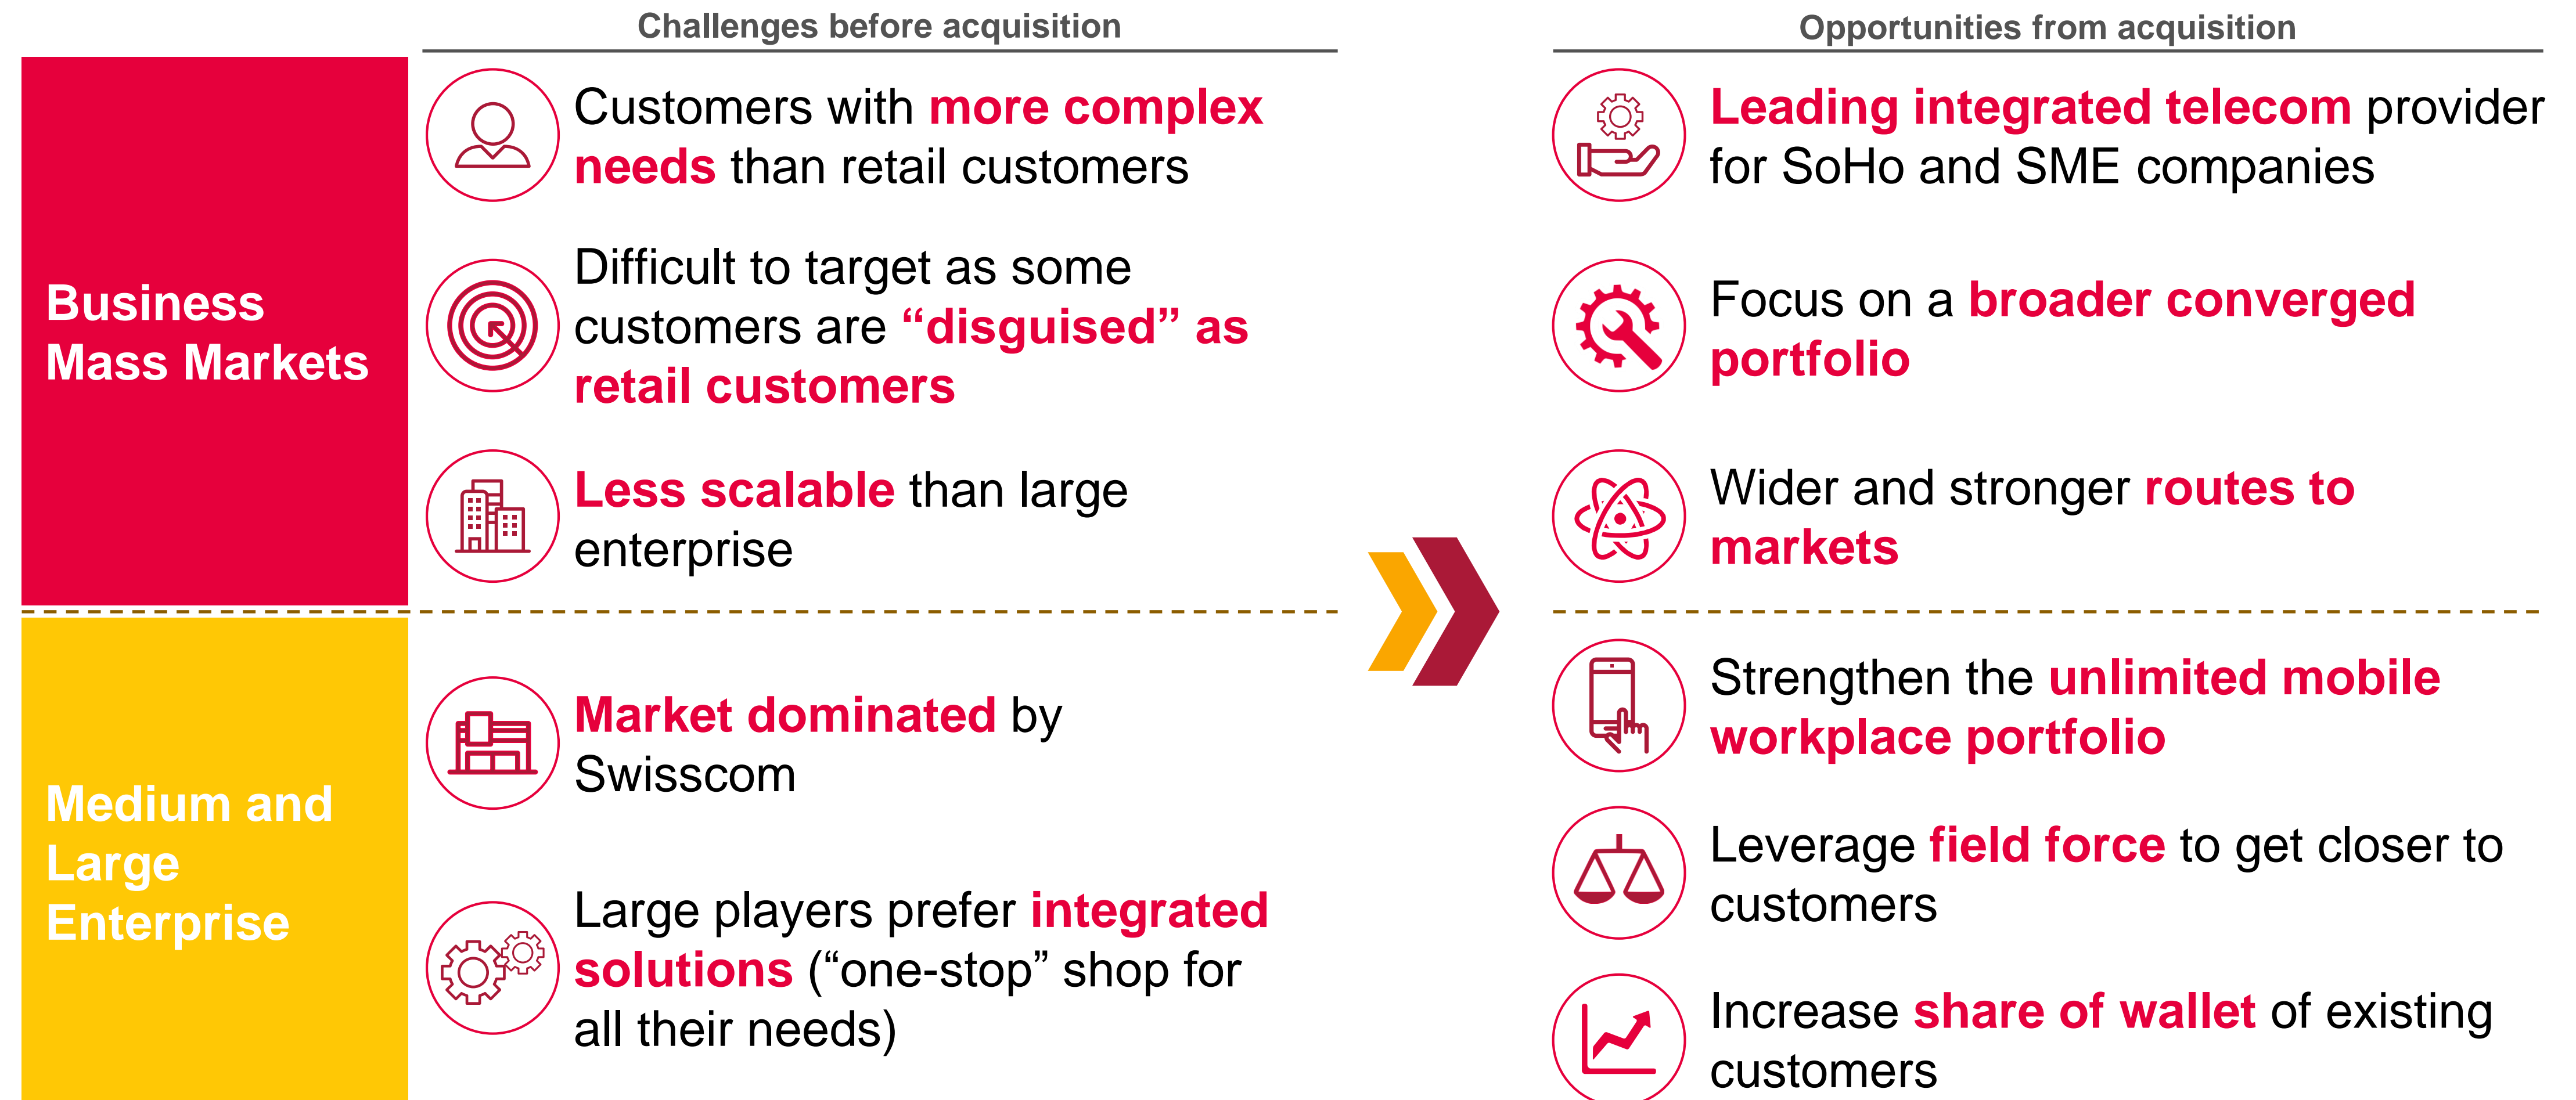 Challenges before acquisition
Opportunities from acquisition
Business
Mass Markets
Customers with more complex
needs than retail customers
Difficult to target as some
customers are “disguised” as
retail customers
Less scalable than large
enterprise
Leading integrated telecom provider
for SoHo and SME companies
Focus on a broader converged
portfolio
Wider and stronger routes to
markets
Medium and
Large
Enterprise
Market dominated by
Swisscom
Large players prefer integrated
solutions (“one-stop” shop for
all their needs)
Strengthen the unlimited mobile
workplace portfolio
Leverage field force to get closer to
customers
Increase share of wallet of existing
customers